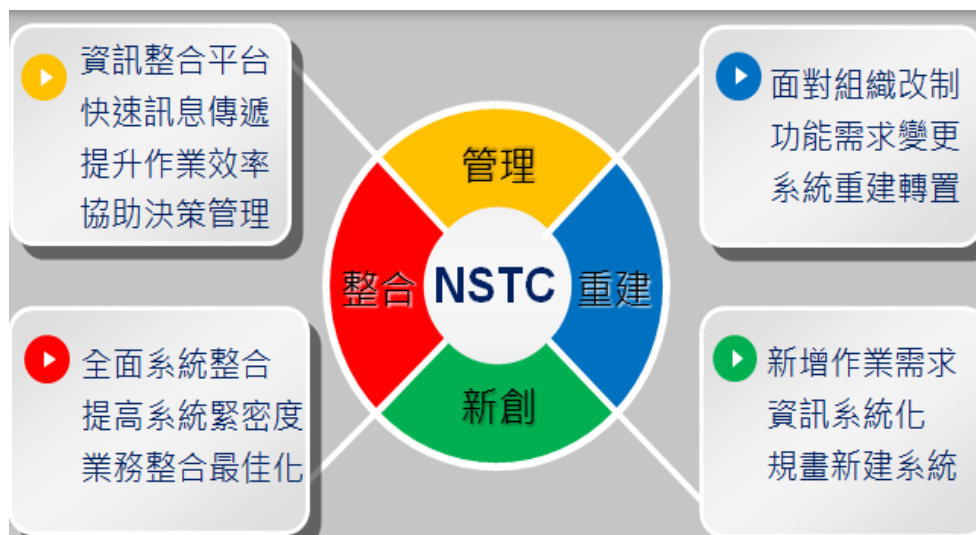 資訊整合平台
快速訊息傳遞
提升作業效率
協助決策管理
面對組織改制
功能需求變更
系統重建轉置
管理
整合
NSTC
重建
新創
全面系統整合
提高系統緊密度
業務整合最佳化
新增作業需求
資訊系統化
規畫新建系統